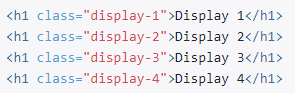 <h1 class="display-1">Display 1</h1>
<h1 class="display-2">Display 2</h1>
<h1 class="display-3">Display 3</h1>
<h1 class="display-4">Display 4</h1>